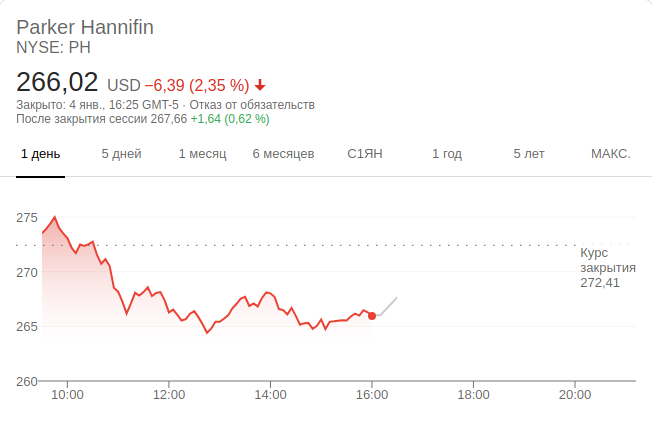 Parker Hannifin
NYSE: PH
266,02 USD −6,39 (2,35 %)
Закрыто: 4 янв., 16:25 GMT-5 · Отказ от обязательств
После закрытия сессии 267,66 +1,64 (0,62 %)
1 день 5 дней 1 месяц 6 месяцев С1ЯН 1 год 5 лет МАКС.
275
270
265
260
Курс
закрытия
272,41
10:00 12:00 14:00 16:00 18:00 20:00